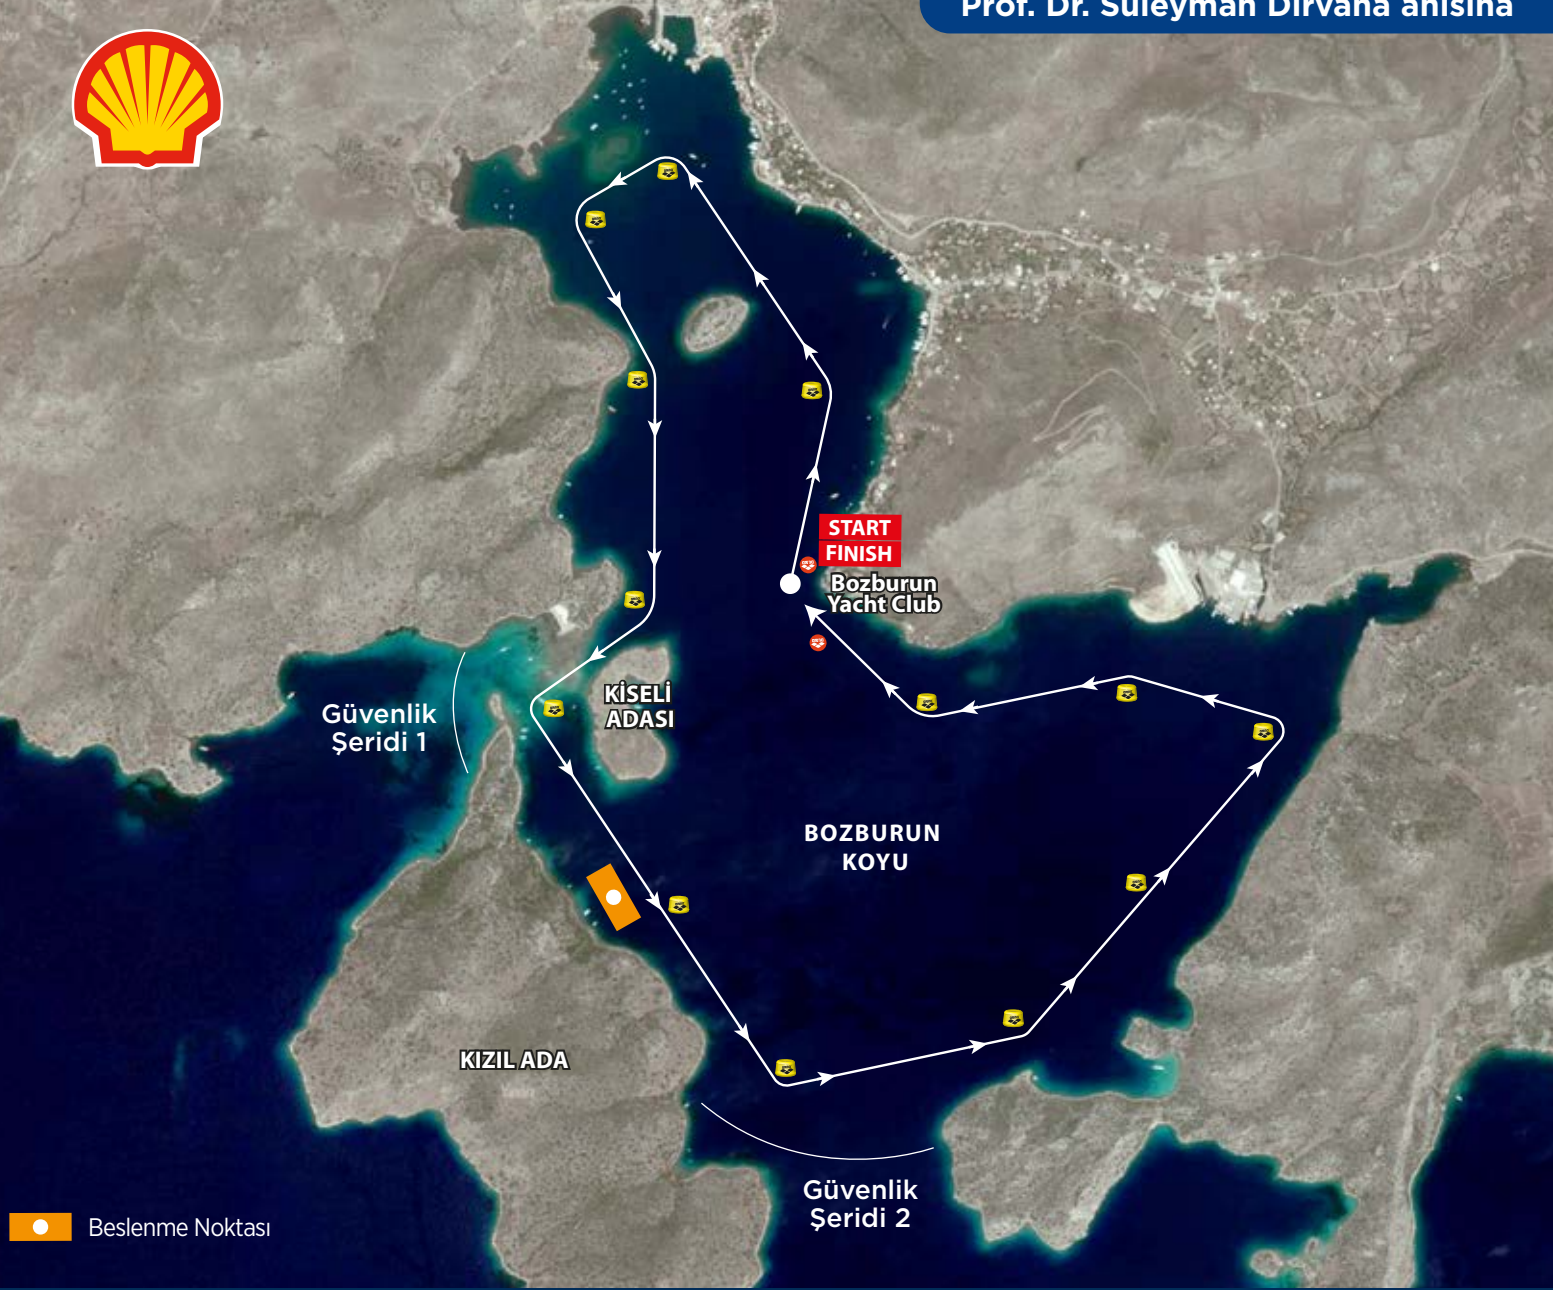 Prof. Dr. Süleyman Dirvana anısına
START
FINISH
Bozburun
Yacht Club
KİSELİ
ADASI
Güvenlik
Şeridi 1
BOZBURUN
KOYU
KIZIL ADA
Güvenlik
Şeridi 2
Beslenme Noktası